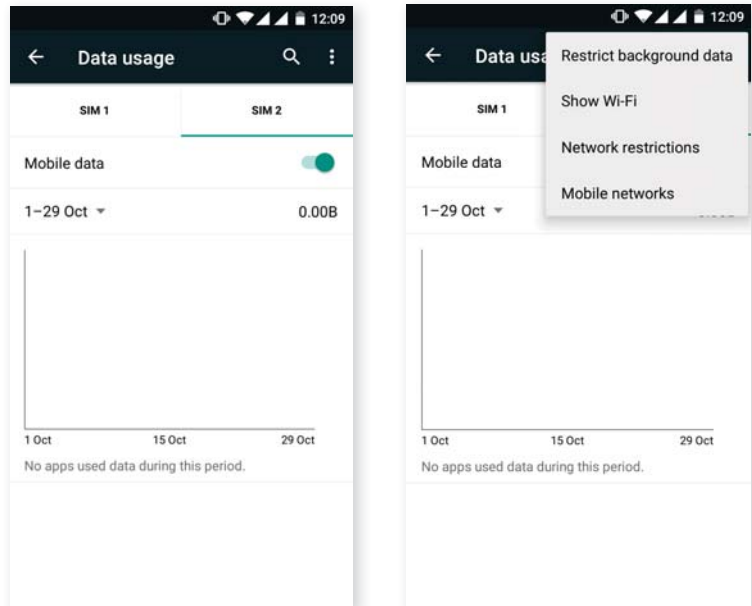 12:09
Data usage
SIM 1 SIM 2
Mobile data
1–29 Oct 0.00B
1 Oct 15 Oct 29 Oct
No apps used data during this period.
12:09
Data usa
Restrict background data
SIM 1
Show Wi-Fi
Mobile data
Network restrictions
1–29 Oct
Mobile networks
1 Oct 15 Oct 29 Oct
No apps used data during this period.